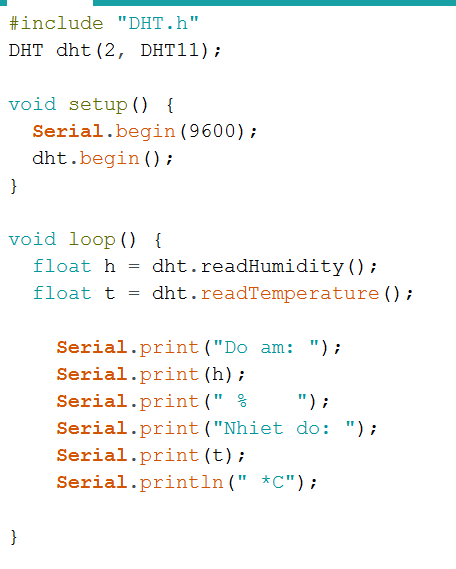 #include "DHT.h"
DHT dht(2, DHT11);
void setup() {
  Serial.begin(9600);
  dht.begin();
}
void loop() {
  float h = dht.readHumidity();
  float t = dht.readTemperature();
    Serial.print("Do am: ");
    Serial.print(h);
    Serial.print(" %    ");
    Serial.print("Nhiet do: ");
    Serial.print(t);
    Serial.println(" *C");
}